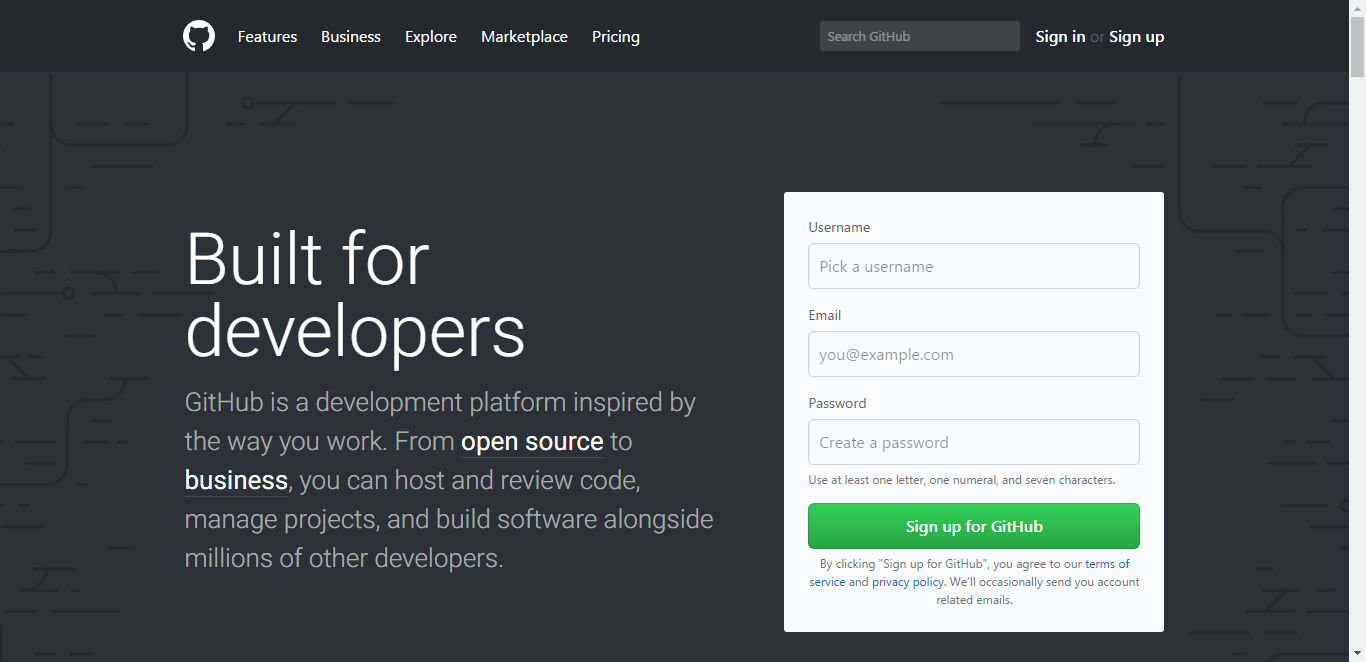 Features Business Explore Marketplace Pricing Search GitHub Sign in or Sign up
Built for
developers
GitHub is a development platform inspired by
the way you work. From open source to
business, you can host and review code,
manage projects, and build software alongside
millions of other developers.
Username
Pick a username
Email
you@example.com
Password
Create a password
Use at least one letter, one numeral, and seven characters.
Sign up for GitHub
By clicking "Sign up for GitHub", you agree to our terms of
service and privacy policy. We’ll occasionally send you account
related emails.